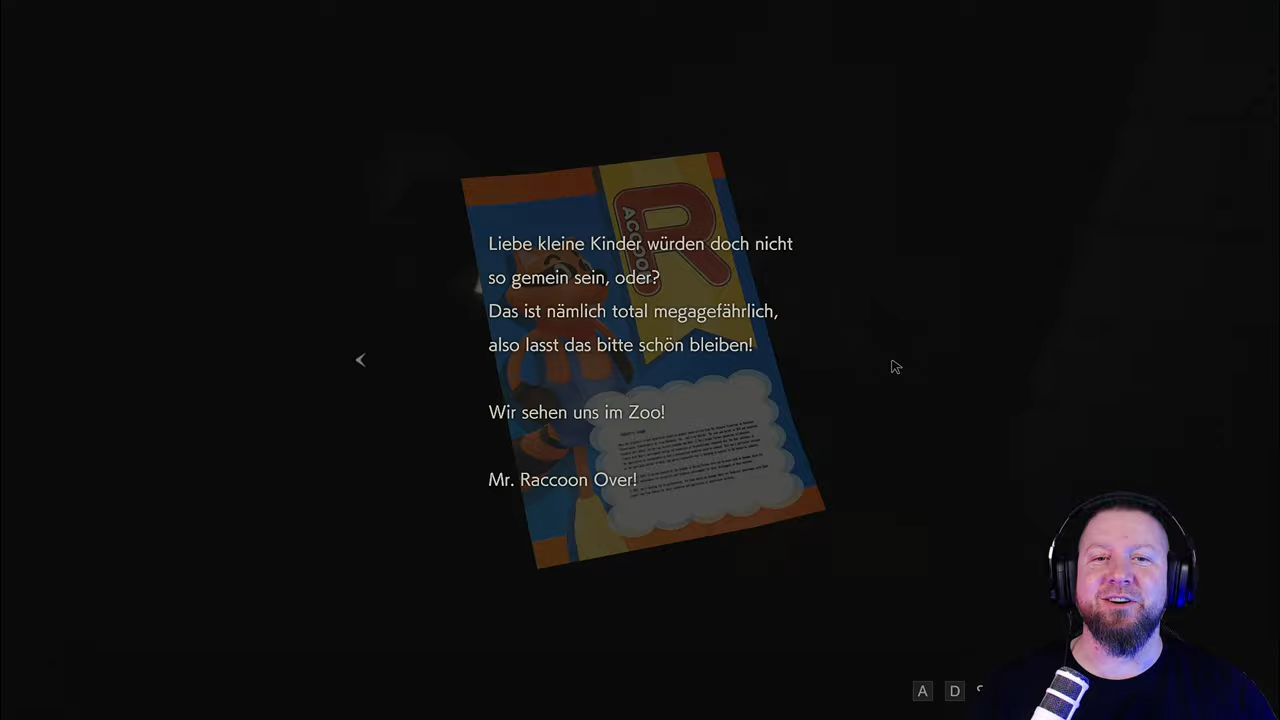 R
ACCOON
Liebe kleine Kinder würden doch nicht
so gemein sein, oder?
Das ist nämlich total megagefährlich,
also lasst das bitte schön bleiben!
Wir sehen uns im Zoo!
Mr. Raccoon Over!
A D